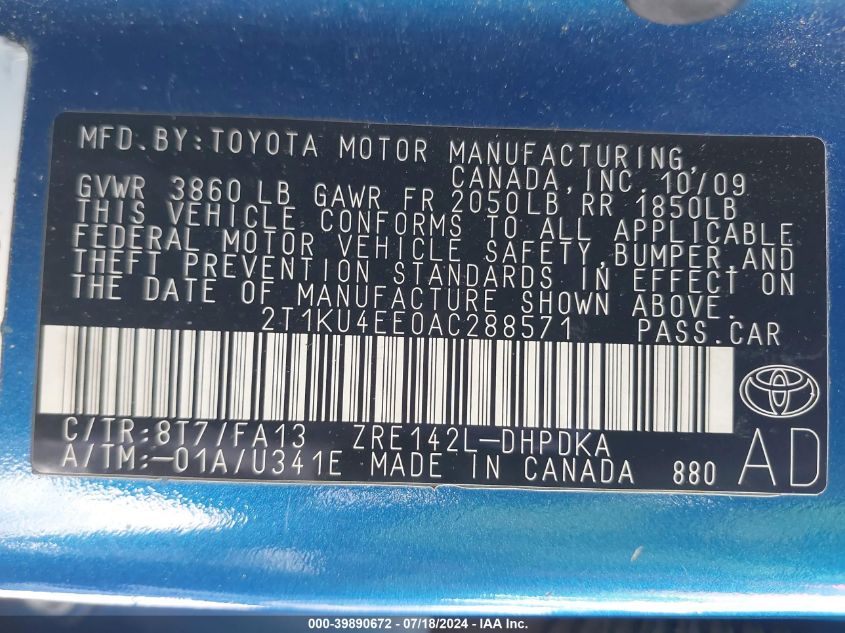 MFD.BY:TOYOTA MOTOR MANUFACTURING,
CANADA, INC. 10/09
GVWR 3860 LB GAWR FR 2050LB RR 1850LB
THIS VEHICLE CONFORMS TO ALL APPLICABLE
FEDERAL MOTOR VEHICLE SAFETY, BUMPER, AND
THEFT PREVENTION STANDARDS IN EFFECT ON
THE DATE OF MANUFACTURE SHOWN ABOVE.
2T1KU4EE0AC288571 PASS.CAR
C/TR:8T7/FA13 ZRE142L-DHPDKA
A/TM:-01A/U341E MADE IN CANADA 880
AD
000-39890672 / 07/18/2024 - IAA Inc.